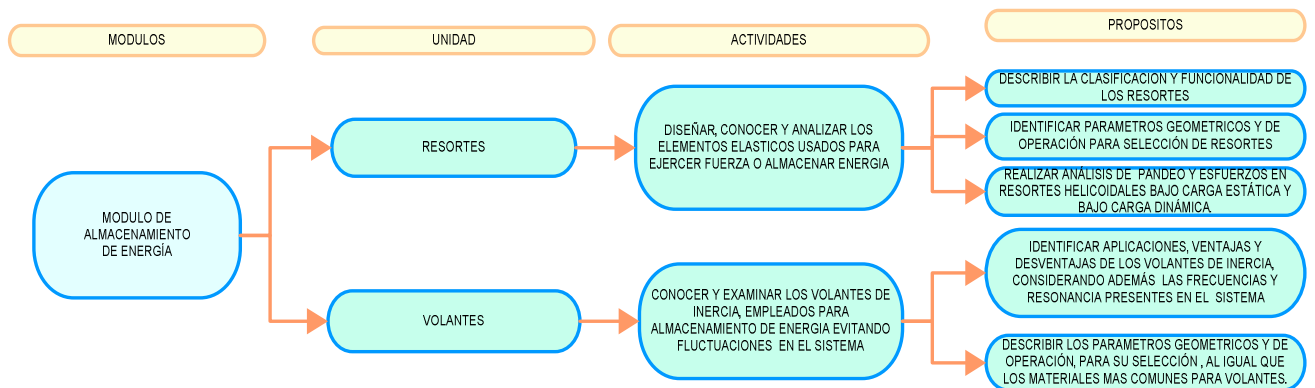 MODULOS
UNIDAD
ACTIVIDADES
PROPOSITOS
MODULO DE
ALMACENAMIENTO
DE ENERGÍA
RESORTES
DISEÑAR, CONOCER Y ANALIZAR LOS
ELEMENTOS ELASTICOS USADOS PARA
EJERCER FUERZA O ALMACENAR ENERGIA
DESCRIBIR LA CLASIFICACION Y FUNCIONALIDAD DE
LOS RESORTES
IDENTIFICAR PARAMETROS GEOMETRICOS Y DE
OPERACIÓN PARA SELECCIÓN DE RESORTES
REALIZAR ANÁLISIS DE PANDEO Y ESFUERZOS EN
RESORTES HELICOIDALES BAJO CARGA ESTÁTICA Y
BAJO CARGA DINÁMICA.
VOLANTES
CONOCER Y EXAMINAR LOS VOLANTES DE
INERCIA, EMPLEADOS PARA
ALMACENAMIENTO DE ENERGIA EVITANDO
FLUCTUACIONES EN EL SISTEMA
IDENTIFICAR APLICACIONES, VENTAJAS Y
DESVENTAJAS DE LOS VOLANTES DE INERCIA,
CONSIDERANDO ADEMÁS LAS FRECUENCIAS Y
RESONANCIA PRESENTES EN EL SISTEMA
DESCRIBIR LOS PARAMETROS GEOMETRICOS Y DE
OPERACIÓN, PARA SU SELECCIÓN , AL IGUAL QUE
LOS MATERIALES MAS COMUNES PARA VOLANTES.